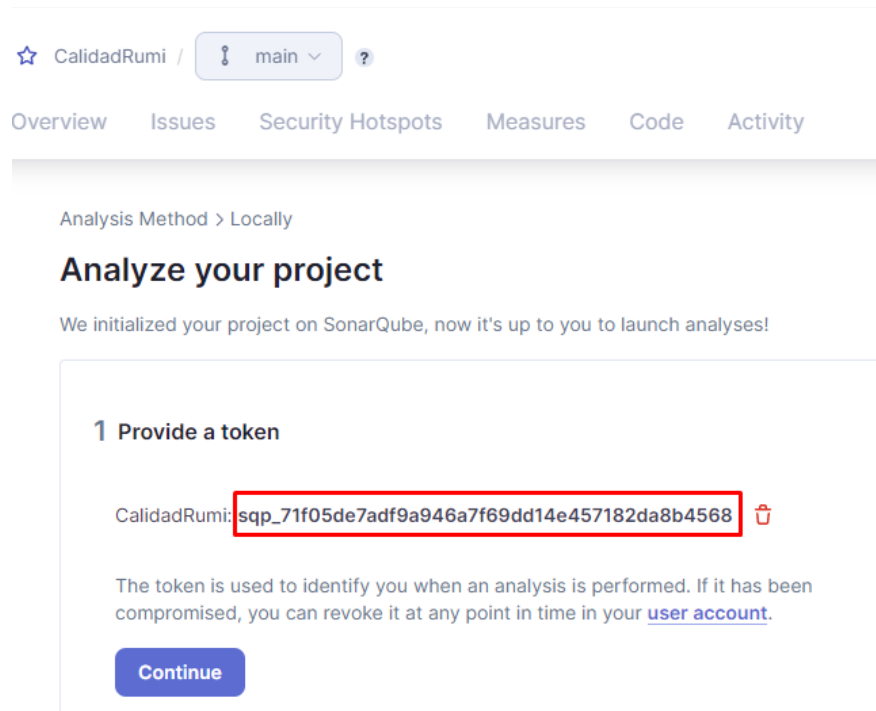 CalidadRumi / main ?
Overview Issues Security Hotspots Measures Code Activity
Analysis Method > Locally
Analyze your project
We initialized your project on SonarQube, now it's up to you to launch analyses!
1 Provide a token
CalidadRumi: sqp_71f05de7adf9a946a7f69dd14e457182da8b4568
The token is used to identify you when an analysis is performed. If it has been
compromised, you can revoke it at any point in time in your user account.
Continue